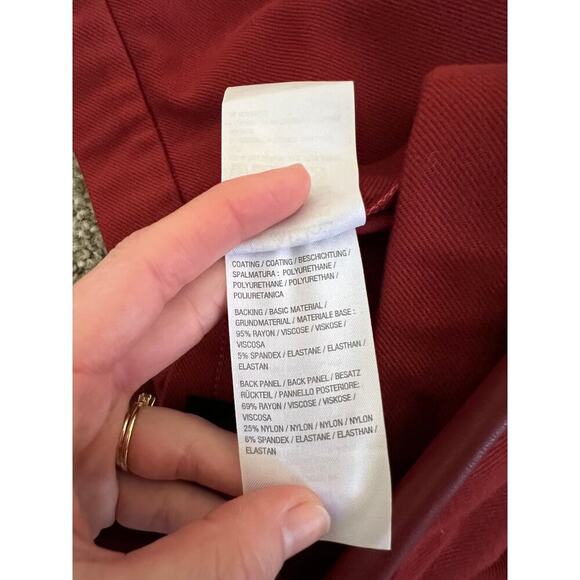 COATING / COATING / BESCHICHTUNG /
SPALMATURA : POLYURETHANE /
POLYURETHANE / POLYURETHAN /
POLIURETANICA
BACKING / BASIC MATERIAL /
GRUNDMATERIAL / MATERIALE BASE :
95% RAYON / VISCOSE / VISKOSE /
VISCOSA
5% SPANDEX / ELASTANE / ELASTHAN /
ELASTAN
BACK PANEL / BACK PANEL / BESATZ
RÜCKTEIL / PANNELLO POSTERIORE:
69% RAYON / VISCOSE / VISKOSE /
VISCOSA
25% NYLON / NYLON / NYLON / NYLON
6% SPANDEX / ELASTANE / ELASTHAN /
ELASTAN